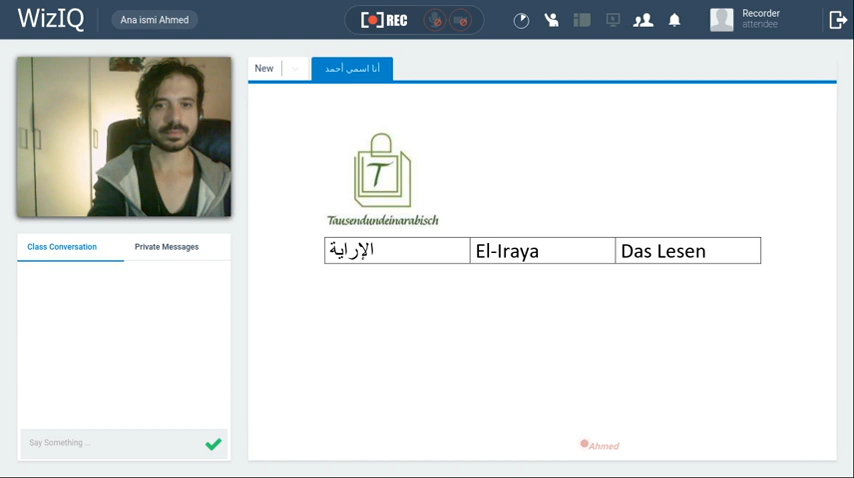 WizIQ
Ana ismi Ahmed
REC
Recorder
attendee
New
أنا اسمي أحمد
T
Tausendundeinarabisch
الإراية
El-Iraya
Das Lesen
Class Conversation
Private Messages
Say Something ...
Ahmed